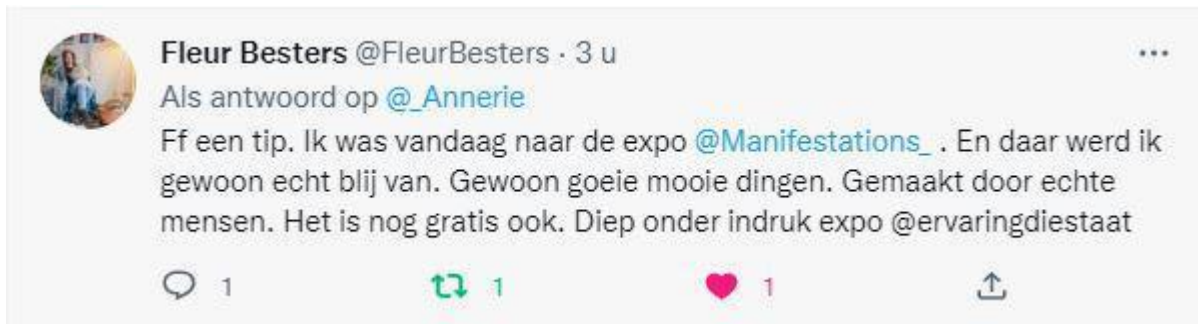 Fleur Besters @FleurBesters · 3 u
Als antwoord op @_Annerie
Ff een tip. Ik was vandaag naar de expo @Manifestations_ . En daar werd ik
gewoon echt blij van. Gewoon goeie mooie dingen. Gemaakt door echte
mensen. Het is nog gratis ook. Diep onder indruk expo @ervaringdiestaat
1 1 1